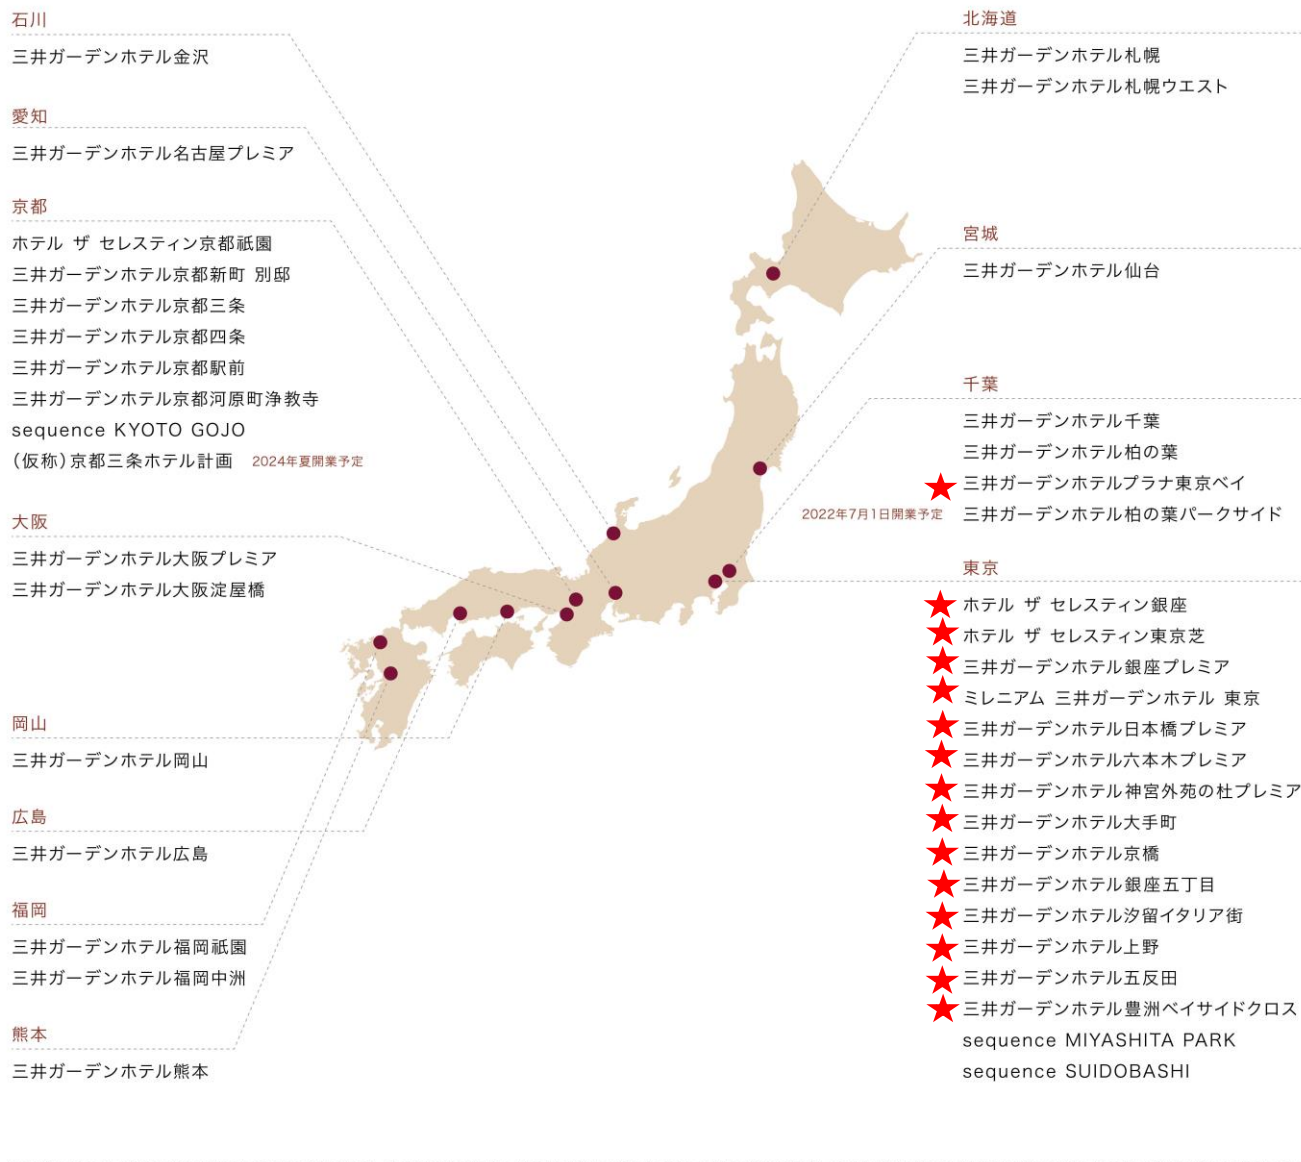 石川
三井ガーデンホテル金沢
愛知
三井ガーデンホテル名古屋プレミア
京都
ホテル ザ セレスティン京都祇園
三井ガーデンホテル京都新町 別邸
三井ガーデンホテル京都三条
三井ガーデンホテル京都四条
三井ガーデンホテル京都駅前
三井ガーデンホテル京都河原町浄教寺
sequence KYOTO GOJO
(仮称)京都三条ホテル計画 2024年夏開業予定
大阪
三井ガーデンホテル大阪プレミア
三井ガーデンホテル大阪淀屋橋
岡山
三井ガーデンホテル岡山
広島
三井ガーデンホテル広島
福岡
三井ガーデンホテル福岡祇園
三井ガーデンホテル福岡中洲
熊本
三井ガーデンホテル熊本
北海道
三井ガーデンホテル札幌
三井ガーデンホテル札幌ウエスト
宮城
三井ガーデンホテル仙台
千葉
三井ガーデンホテル千葉
三井ガーデンホテル柏の葉
三井ガーデンホテルプラナ東京ベイ
2022年7月1日開業予定 三井ガーデンホテル柏の葉パークサイド
東京
ホテル ザ セレスティン銀座
ホテル ザ セレスティン東京芝
三井ガーデンホテル銀座プレミア
ミレニアム 三井ガーデンホテル 東京
三井ガーデンホテル日本橋プレミア
三井ガーデンホテル六本木プレミア
三井ガーデンホテル神宮外苑の杜プレミア
三井ガーデンホテル大手町
三井ガーデンホテル京橋
三井ガーデンホテル銀座五丁目
三井ガーデンホテル汐留イタリア街
三井ガーデンホテル上野
三井ガーデンホテル五反田
三井ガーデンホテル豊洲ベイサイドクロス
sequence MIYASHITA PARK
sequence SUIDOBASHI